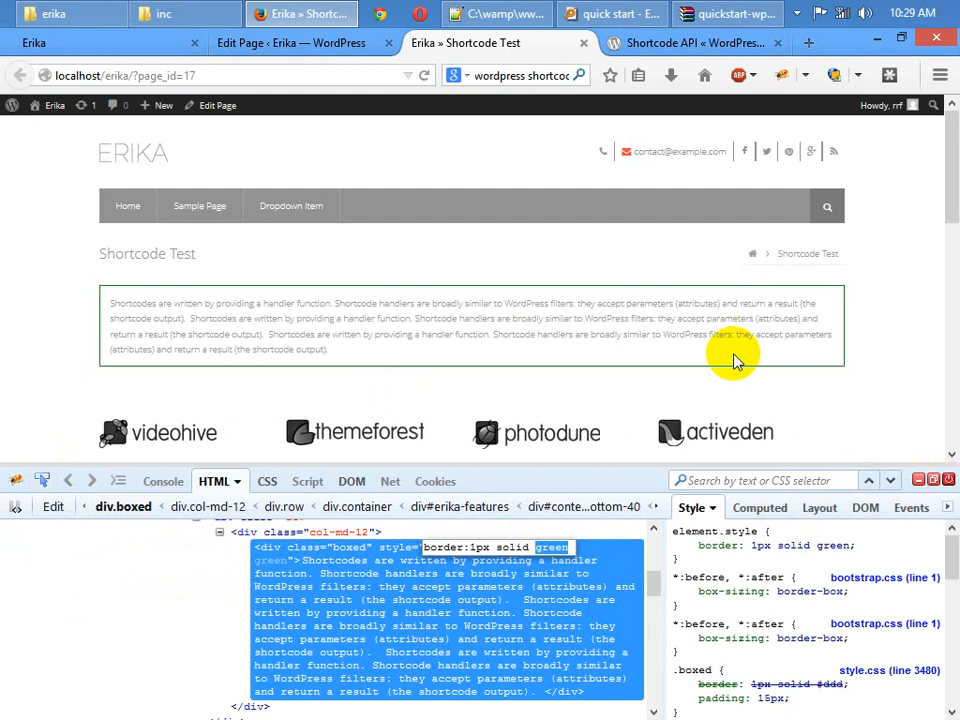 erika
inc
Erika » Shortc...
C:\wamp\ww...
quick start - E...
quickstart-wp...
10:29 AM
Erika
Edit Page ‹ Erika — WordPress
Erika » Shortcode Test
Shortcode API « WordPres...
localhost/erika/?page_id=17
wordpress shortcoc
ABP
Erika
1
New
Edit Page
Howdy, rrf
ERIKA
contact@example.com
Home
Sample Page
Dropdown Item
Shortcode Test
Shortcode Test
Shortcodes are written by providing a handler function. Shortcode handlers are broadly similar to WordPress filters: they accept parameters (attributes) and return a result (the
shortcode output).  Shortcodes are written by providing a handler function. Shortcode handlers are broadly similar to WordPress filters: they accept parameters (attributes) and
return a result (the shortcode output).  Shortcodes are written by providing a handler function. Shortcode handlers are broadly similar to WordPress filters: they accept parameters
(attributes) and return a result (the shortcode output).
videohive
themeforest
photodune
activeden
Console
HTML
CSS
Script
DOM
Net
Cookies
Search by text or CSS selector
Edit
div.boxed
div.col-md-12
div.row
div.container
div#erika-features
div#conte...ottom-40
Style
Computed
Layout
DOM
Events
<div class="col-md-12">
<div class="boxed" style="border:1px solid green
green">Shortcodes are written by providing a handler
function. Shortcode handlers are broadly similar to
WordPress filters: they accept parameters (attributes) and
return a result (the shortcode output).  Shortcodes are
written by providing a handler function. Shortcode
handlers are broadly similar to WordPress filters: they
accept parameters (attributes) and return a result (the
shortcode output).  Shortcodes are written by providing a
handler function. Shortcode handlers are broadly similar
to WordPress filters: they accept parameters (attributes)
and return a result (the shortcode output). </div>
</div>
element.style {
border: 1px solid green;
}
*:before, *:after {
bootstrap.css (line 1)
box-sizing: border-box;
}
*:before, *:after {
bootstrap.css (line 1)
box-sizing: border-box;
}
.boxed {
style.css (line 3480)
border: 1px solid #ddd;
padding: 15px;
}